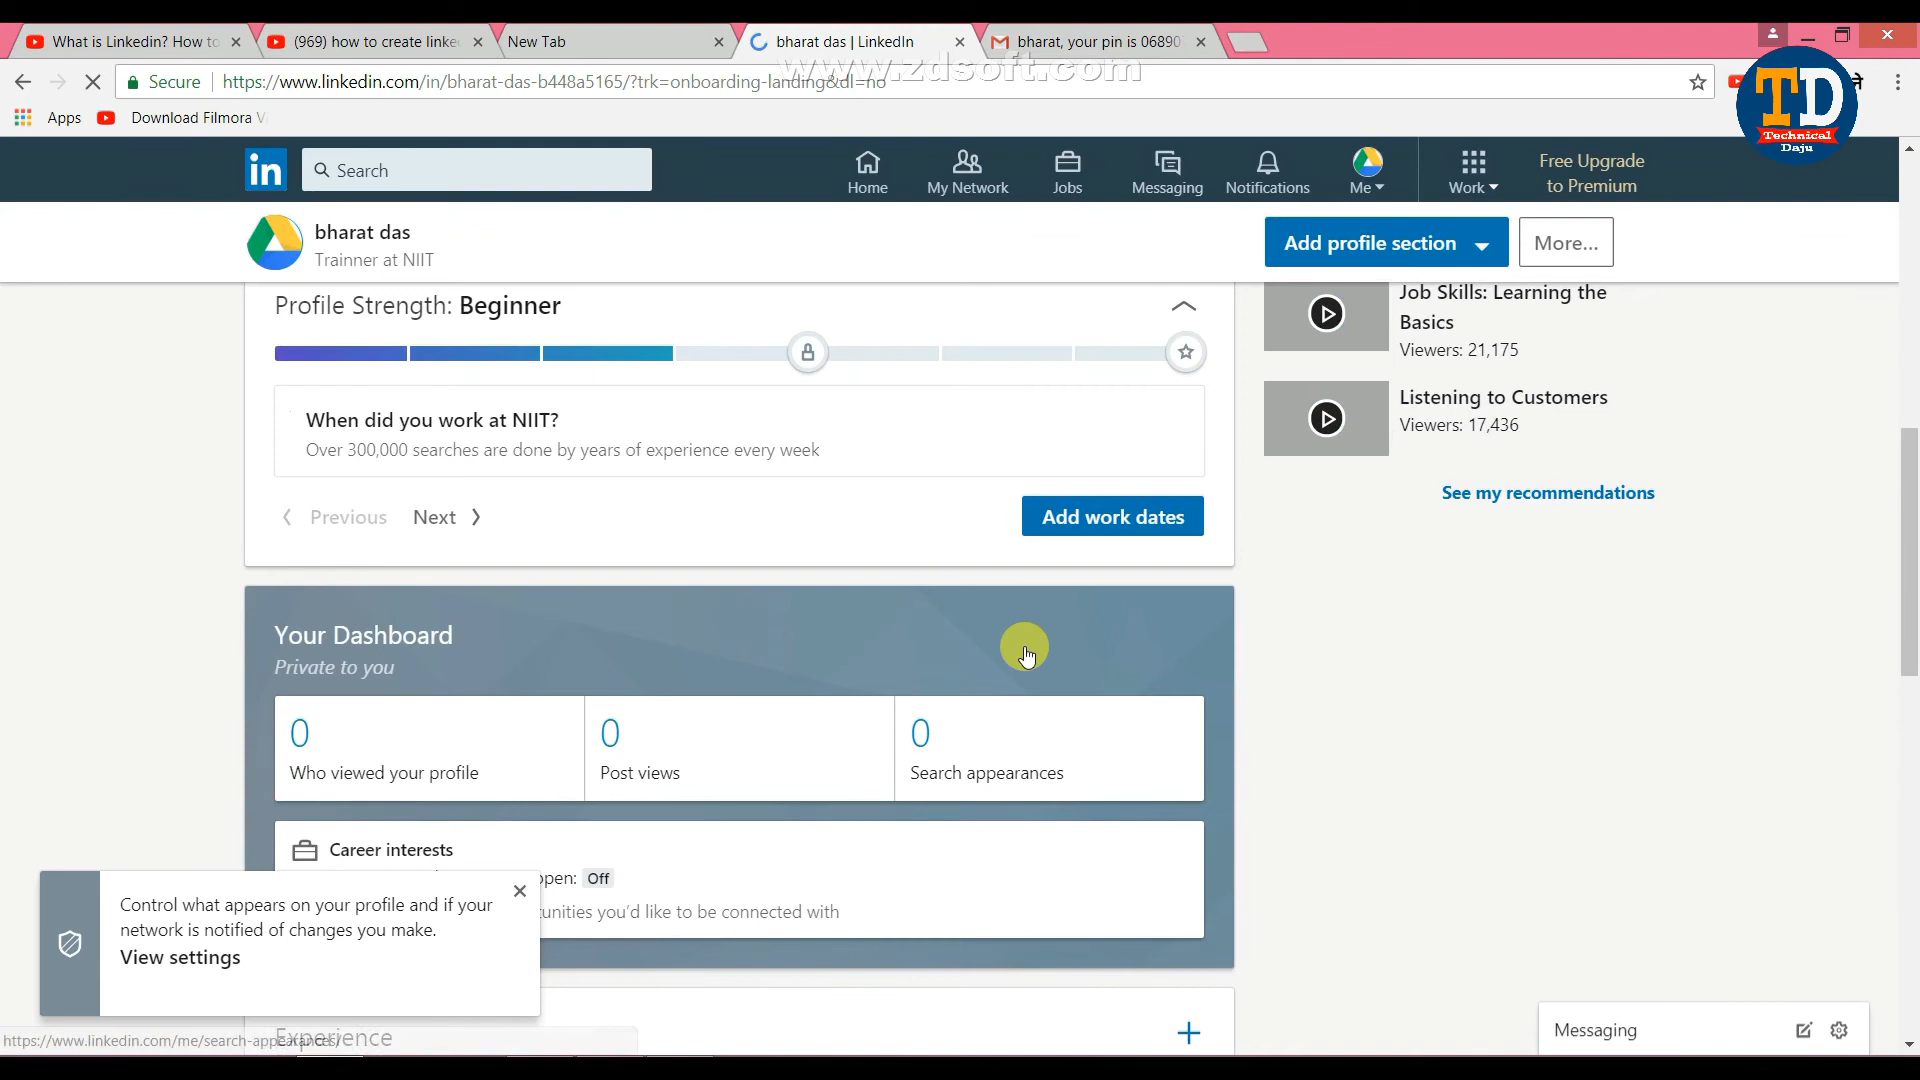 What is Linkedin? How to
(969) how to create linke
New Tab
bharat das | LinkedIn
bharat, your pin is 06890
www.zdsoft.com
Secure
https://www.linkedin.com/in/bharat-das-b448a5165/?trk=onboarding-landing&dl=no
TD
Technical
Daju
Apps
Download Filmora V
in
Search
Home
My Network
Jobs
Messaging
Notifications
Me
Work
Free Upgrade
to Premium
bharat das
Trainner at NIIT
Add profile section
More...
Profile Strength: Beginner
Job Skills: Learning the
Basics
Viewers: 21,175
When did you work at NIIT?
Over 300,000 searches are done by years of experience every week
Listening to Customers
Viewers: 17,436
See my recommendations
Previous
Next
Add work dates
Your Dashboard
Private to you
0
Who viewed your profile
0
Post views
0
Search appearances
Career interests
open: Off
unities you'd like to be connected with
Control what appears on your profile and if your
network is notified of changes you make.
View settings
Experience
https://www.linkedin.com/me/search-appearances/
Messaging